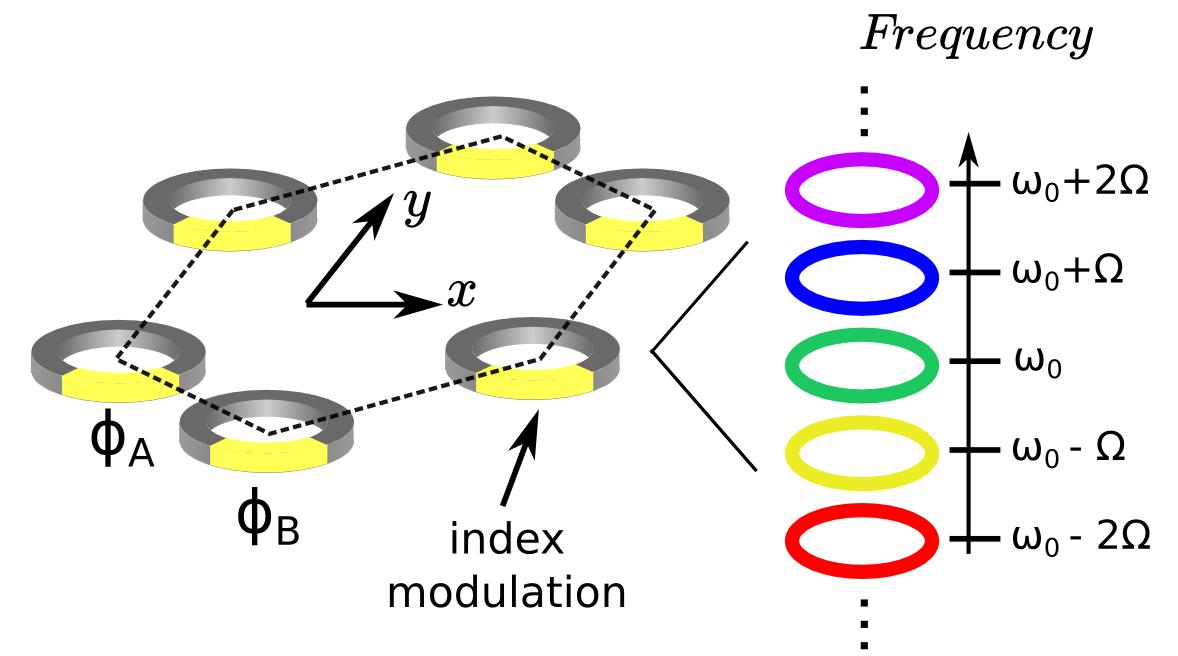 Frequency
y
x
ϕA
ϕB
index
modulation
ω₀+2Ω
ω₀+Ω
ω₀
ω₀ - Ω
ω₀ - 2Ω